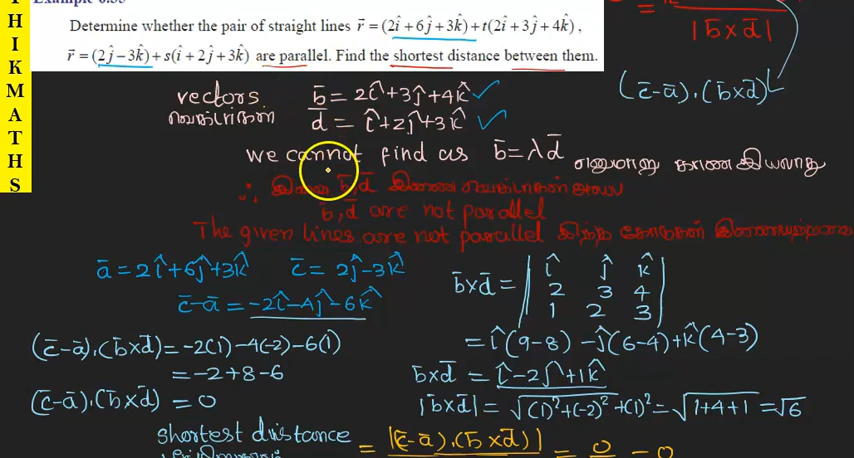 T
H
I
K
M
A
T
H
S
Determine whether the pair of straight lines r⃗ = (2î + 6ĵ + 3k̂) + t(2î + 3ĵ + 4k̂),
r⃗ = (2ĵ − 3k̂) + s(î + 2ĵ + 3k̂) are parallel. Find the shortest distance between them.
|b̄×d̄|
(c̄-ā).(b̄×d̄)
vectors b̄ = 2î+3ĵ+4k̂ ✓
d̄ = î+2ĵ+3k̂ ✓
we cannot find as b̄=λd̄ காண இயலாது
∴ b̄,d̄
b̄,d̄ are not parallel
The given lines are not parallel இந்த கோடுகள்
ā = 2î+6ĵ+3k̂ c̄ = 2ĵ-3k̂
c̄-ā = -2î-4ĵ-6k̂
b̄×d̄ = | î ĵ k̂ |
2 3 4
1 2 3
(c̄-ā).(b̄×d̄) = -2(1)-4(-2)-6(1)
= î(9-8) -ĵ(6-4)+k̂(4-3)
= -2+8-6
b̄×d̄ = î-2ĵ+1k̂
(c̄-ā).(b̄×d̄) = 0
|b̄×d̄| = √(1)²+(-2)²+(1)² = √1+4+1 = √6
shortest distance
= |(c̄-a).(b̄×d̄)| = 0 = 0